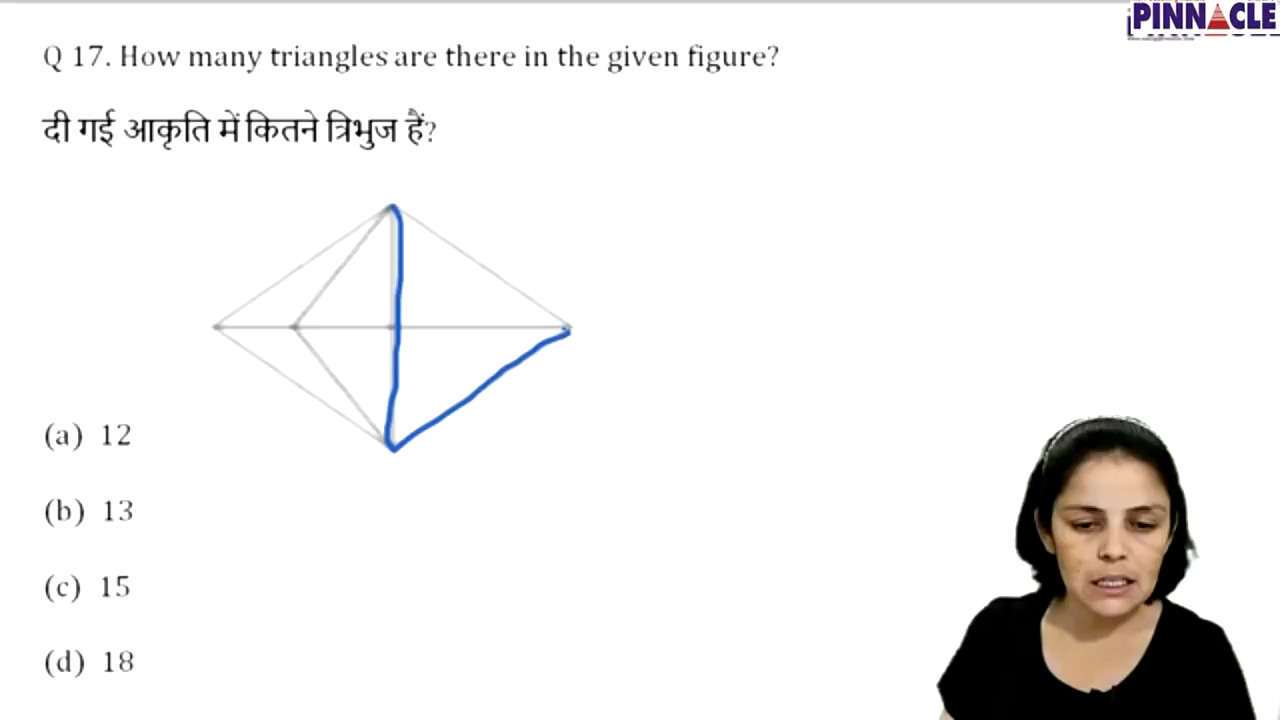 PINNACLE
Q 17. How many triangles are there in the given figure?
दी गई आकृति में कितने त्रिभुज हैं?
(a) 12
(b) 13
(c) 15
(d) 18